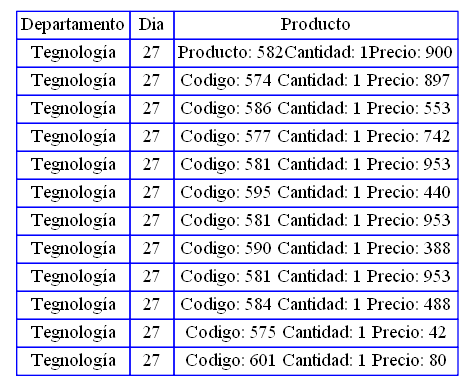 Departamento Día Producto
Tegnología 27 Producto: 582Cantidad: 1Precio: 900
Tegnología 27 Codigo: 574 Cantidad: 1 Precio: 897
Tegnología 27 Codigo: 586 Cantidad: 1 Precio: 553
Tegnología 27 Codigo: 577 Cantidad: 1 Precio: 742
Tegnología 27 Codigo: 581 Cantidad: 1 Precio: 953
Tegnología 27 Codigo: 595 Cantidad: 1 Precio: 440
Tegnología 27 Codigo: 581 Cantidad: 1 Precio: 953
Tegnología 27 Codigo: 590 Cantidad: 1 Precio: 388
Tegnología 27 Codigo: 581 Cantidad: 1 Precio: 953
Tegnología 27 Codigo: 584 Cantidad: 1 Precio: 488
Tegnología 27 Codigo: 575 Cantidad: 1 Precio: 42
Tegnología 27 Codigo: 601 Cantidad: 1 Precio: 80